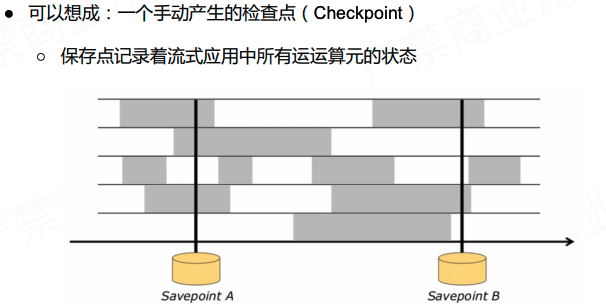 可以想成：一个手动产生的检查点（Checkpoint）
保存点记录着流式应用中所有运运算元的状态
Savepoint A
Savepoint B